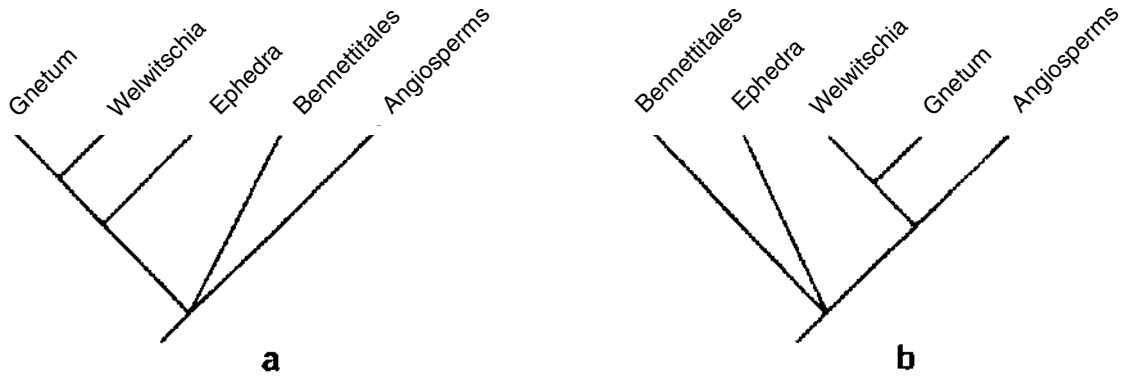 Gnetum
Welwitschia
Ephedra
Bennettitales
Angiosperms
a
Bennettitales
Ephedra
Welwitschia
Gnetum
Angiosperms
b